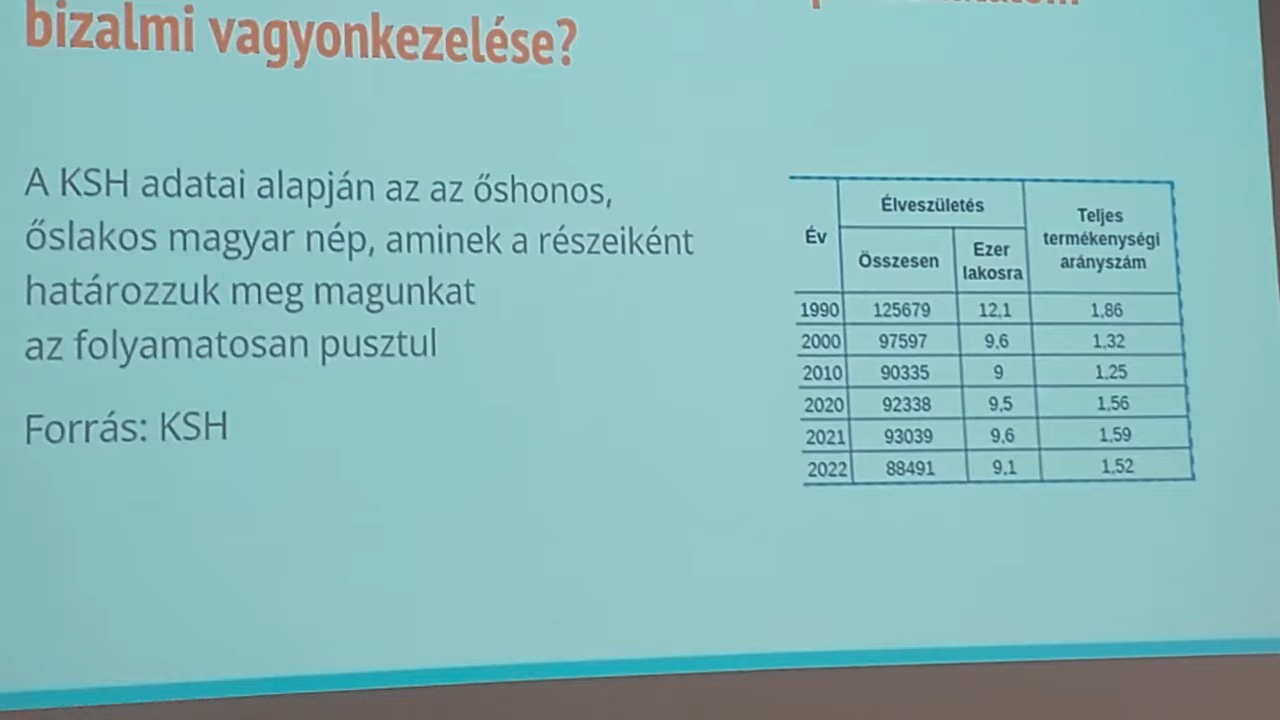 bizalmi vagyonkezelése?
A KSH adatai alapján az az őshonos,
őslakos magyar nép, aminek a részeiként
határozzuk meg magunkat
az folyamatosan pusztul
Forrás: KSH
Év Élveszületés Teljes termékenységi arányszám
Összesen Ezer lakosra
1990 125679 12,1 1,86
2000 97597 9,6 1,32
2010 90335 9 1,25
2020 92338 9,5 1,56
2021 93039 9,6 1,59
2022 88491 9,1 1,52